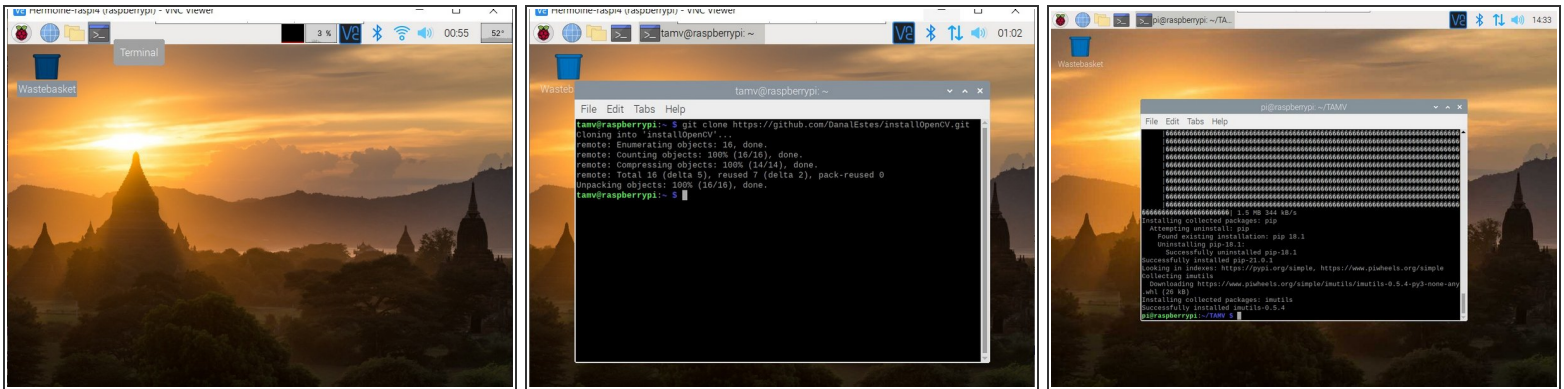 Hermoine-raspi4 (raspberrypi) - VNC Viewer
3 %
00:55
52°
Terminal
Wastebasket
Hermoine-raspi4 (raspberrypi) - VNC Viewer
tamv@raspberrypi: ~
01:02
Wasteb
tamv@raspberrypi: ~
File Edit Tabs Help
tamv@raspberrypi:~ $ git clone https://github.com/DanalEstes/installOpenCV.git
Cloning into 'installOpenCV'...
remote: Enumerating objects: 16, done.
remote: Counting objects: 100% (16/16), done.
remote: Compressing objects: 100% (14/14), done.
remote: Total 16 (delta 5), reused 7 (delta 2), pack-reused 0
Unpacking objects: 100% (16/16), done.
tamv@raspberrypi:~ $
pi@raspberrypi: ~/TA...
14:33
Wastebasket
pi@raspberrypi: ~/TAMV
File Edit Tabs Help
| 1.5 MB 344 kB/s
Installing collected packages: pip
Attempting uninstall: pip
Found existing installation: pip 18.1
Uninstalling pip-18.1:
Successfully uninstalled pip-18.1
Successfully installed pip-21.0.1
Looking in indexes: https://pypi.org/simple, https://www.piwheels.org/simple
Collecting imutils
Downloading https://www.piwheels.org/simple/imutils/imutils-0.5.4-py3-none-any
.whl (26 kB)
Installing collected packages: imutils
Successfully installed imutils-0.5.4
pi@raspberrypi:~/TAMV $